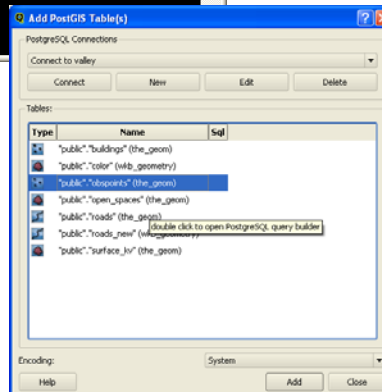 Add PostGIS Table(s)
PostgreSQL Connections
Connect to valley
Connect New Edit Delete
Tables:
Type Name Sql
"public"."buildings" (the_geom)
"public"."color" (wkb_geometry)
"public"."obspoints" (the_geom)
"public"."open_spaces" (the_geom)
"public"."roads" (the_geom)
double click to open PostgreSQL query builder
"public"."roads_new" (wkb_geometry)
"public"."surface_kv" (the_geom)
Encoding: System
Help Add Close